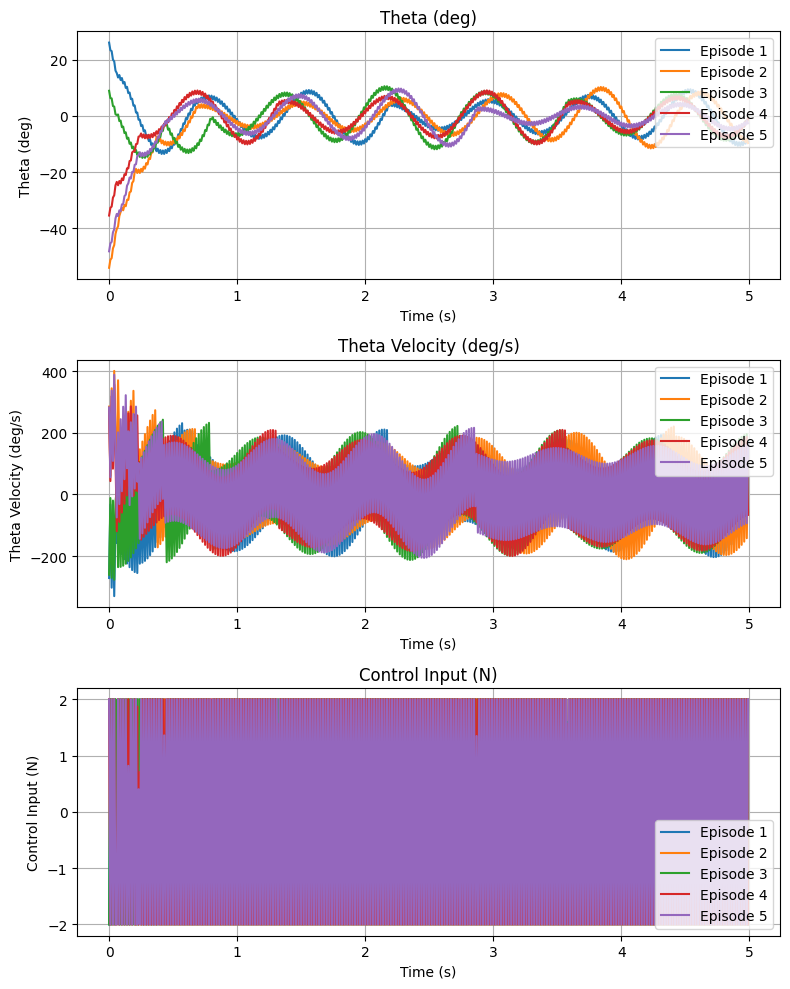 Theta (deg)
Theta (deg)
20
0
−20
−40
0 1 2 3 4 5
Time (s)
Episode 1
Episode 2
Episode 3
Episode 4
Episode 5
Theta Velocity (deg/s)
Theta Velocity (deg/s)
400
200
0
−200
0 1 2 3 4 5
Time (s)
Episode 1
Episode 2
Episode 3
Episode 4
Episode 5
Control Input (N)
Control Input (N)
2
1
0
−1
−2
0 1 2 3 4 5
Time (s)
Episode 1
Episode 2
Episode 3
Episode 4
Episode 5